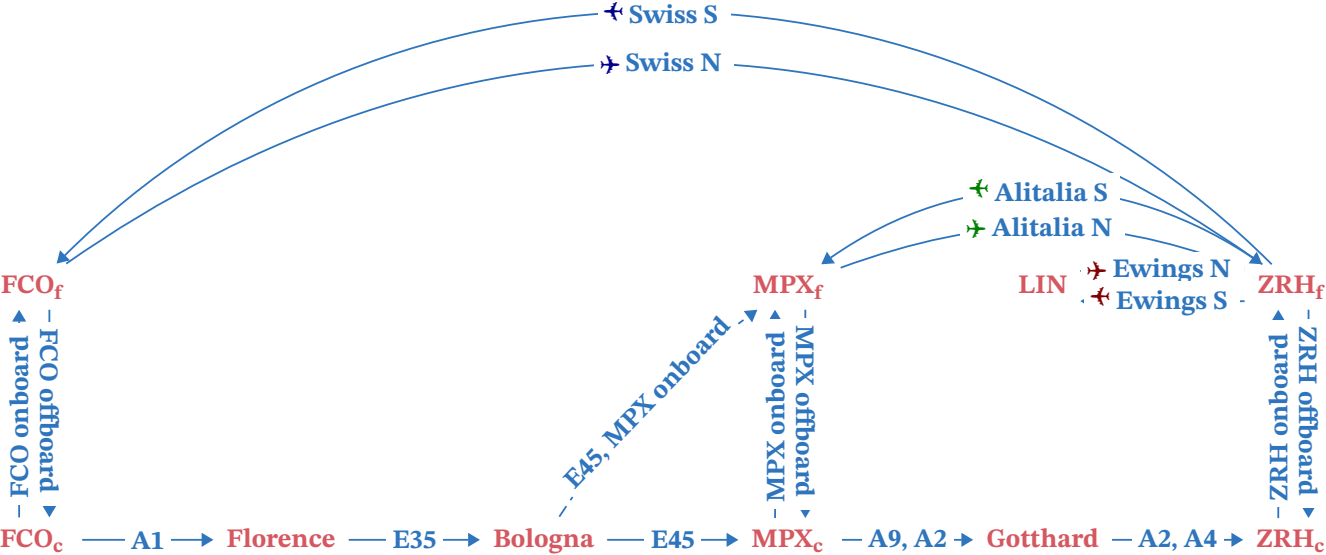 Swiss S
Swiss N
Alitalia S
Alitalia N
Ewings N
Ewings S
FCOf
MPXf
LIN
ZRHf
FCO onboard
FCO offboard
E45, MPX onboard
MPX onboard
MPX offboard
ZRH onboard
ZRH offboard
FCOc
A1
Florence
E35
Bologna
E45
MPXc
A9, A2
Gotthard
A2, A4
ZRHc